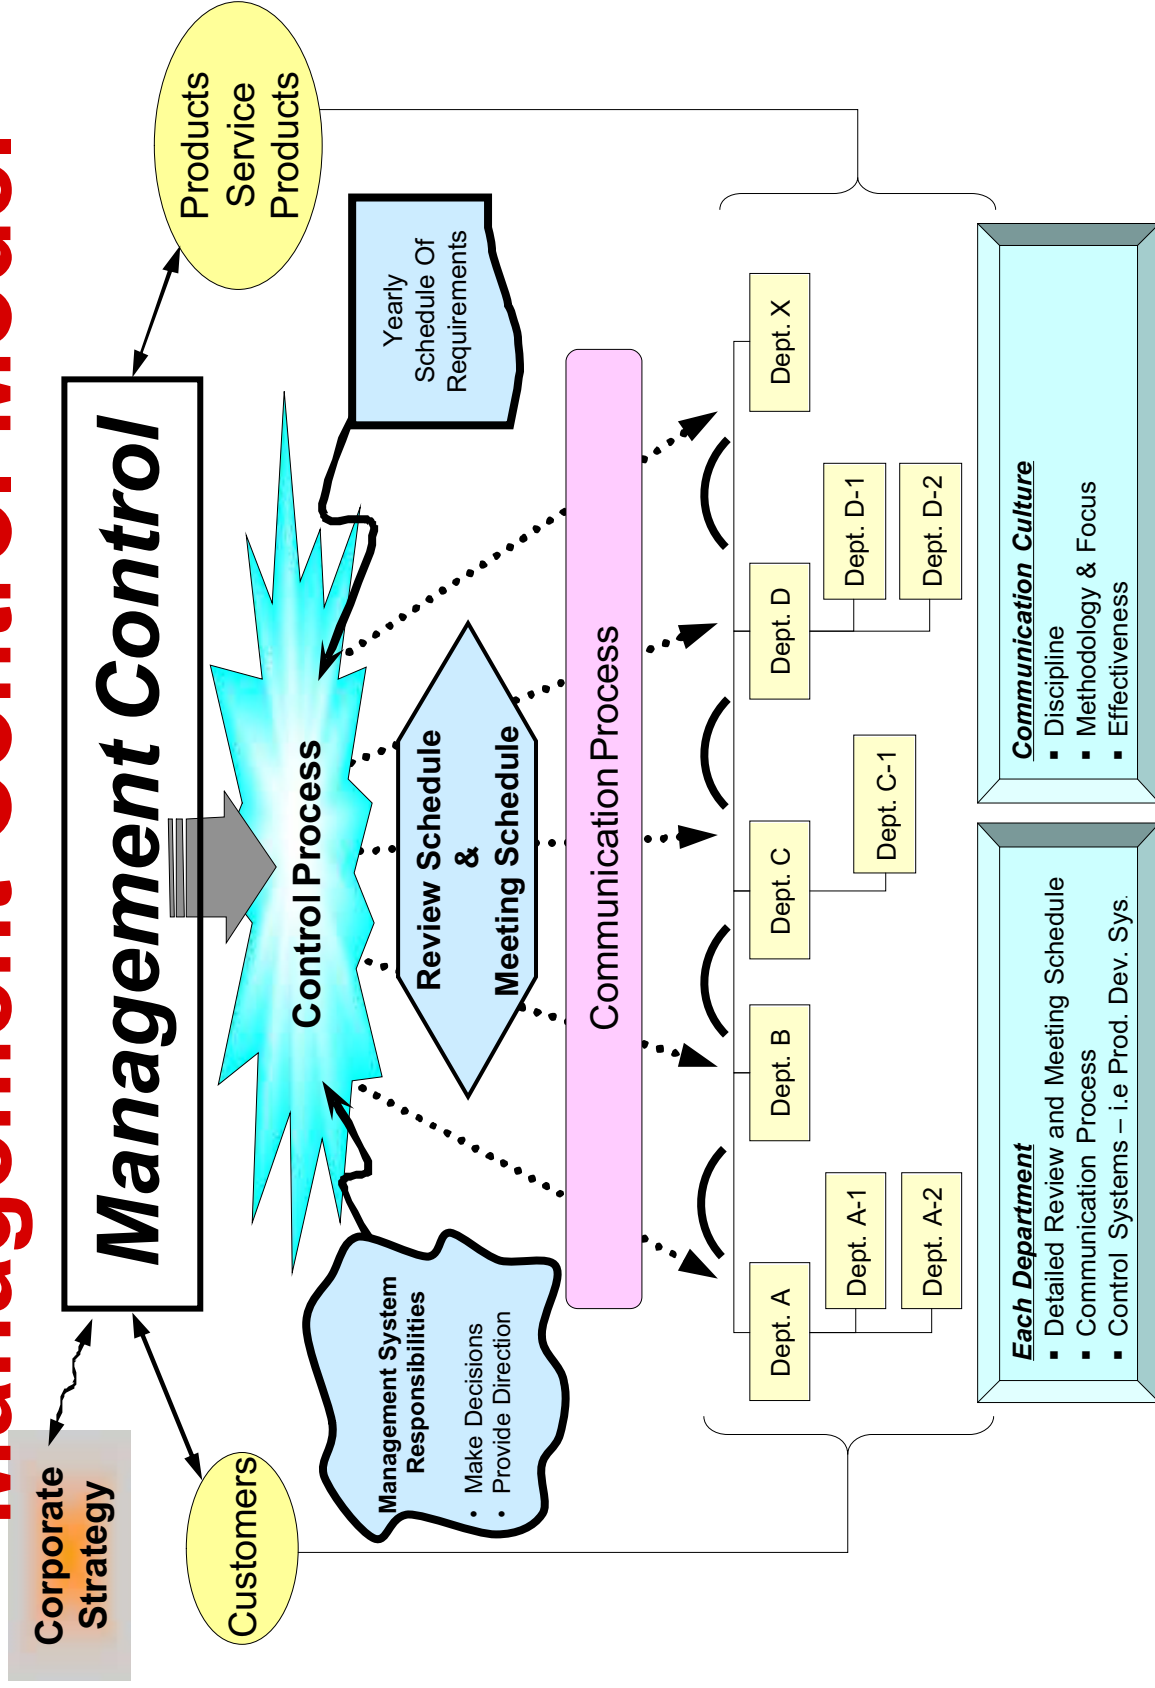 Management Control Model
Corporate
Strategy
Management Control
Customers
Products
Service
Products
Control Process
Management System
Responsibilities
• Make Decisions
• Provide Direction
Review Schedule
&
Meeting Schedule
Yearly
Schedule Of
Requirements
Communication Process
Dept. A
Dept. B
Dept. C
Dept. D
Dept. X
Dept. A-1
Dept. A-2
Dept. C-1
Dept. D-1
Dept. D-2
Each Department
▪ Detailed Review and Meeting Schedule
▪ Communication Process
▪ Control Systems – i.e Prod. Dev. Sys.
Communication Culture
▪ Discipline
▪ Methodology & Focus
▪ Effectiveness